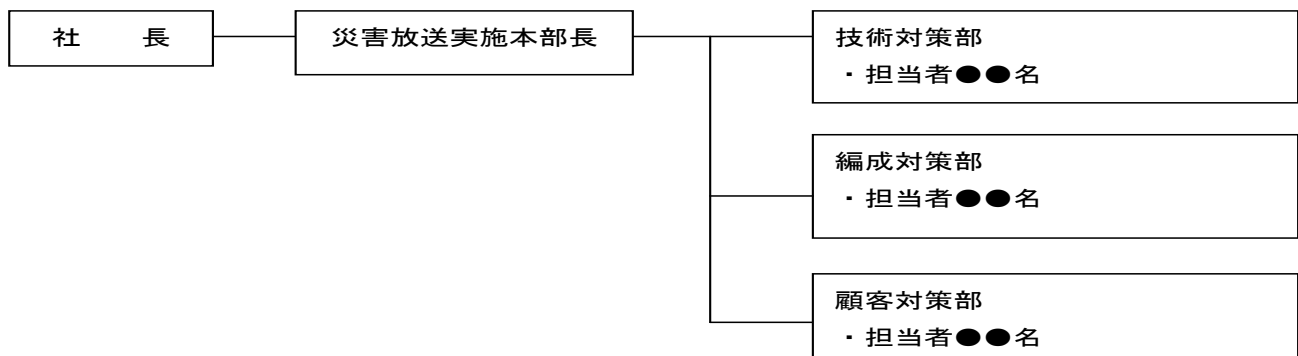 社　　長
災害放送実施本部長
技術対策部
・担当者●●名
編成対策部
・担当者●●名
顧客対策部
・担当者●●名